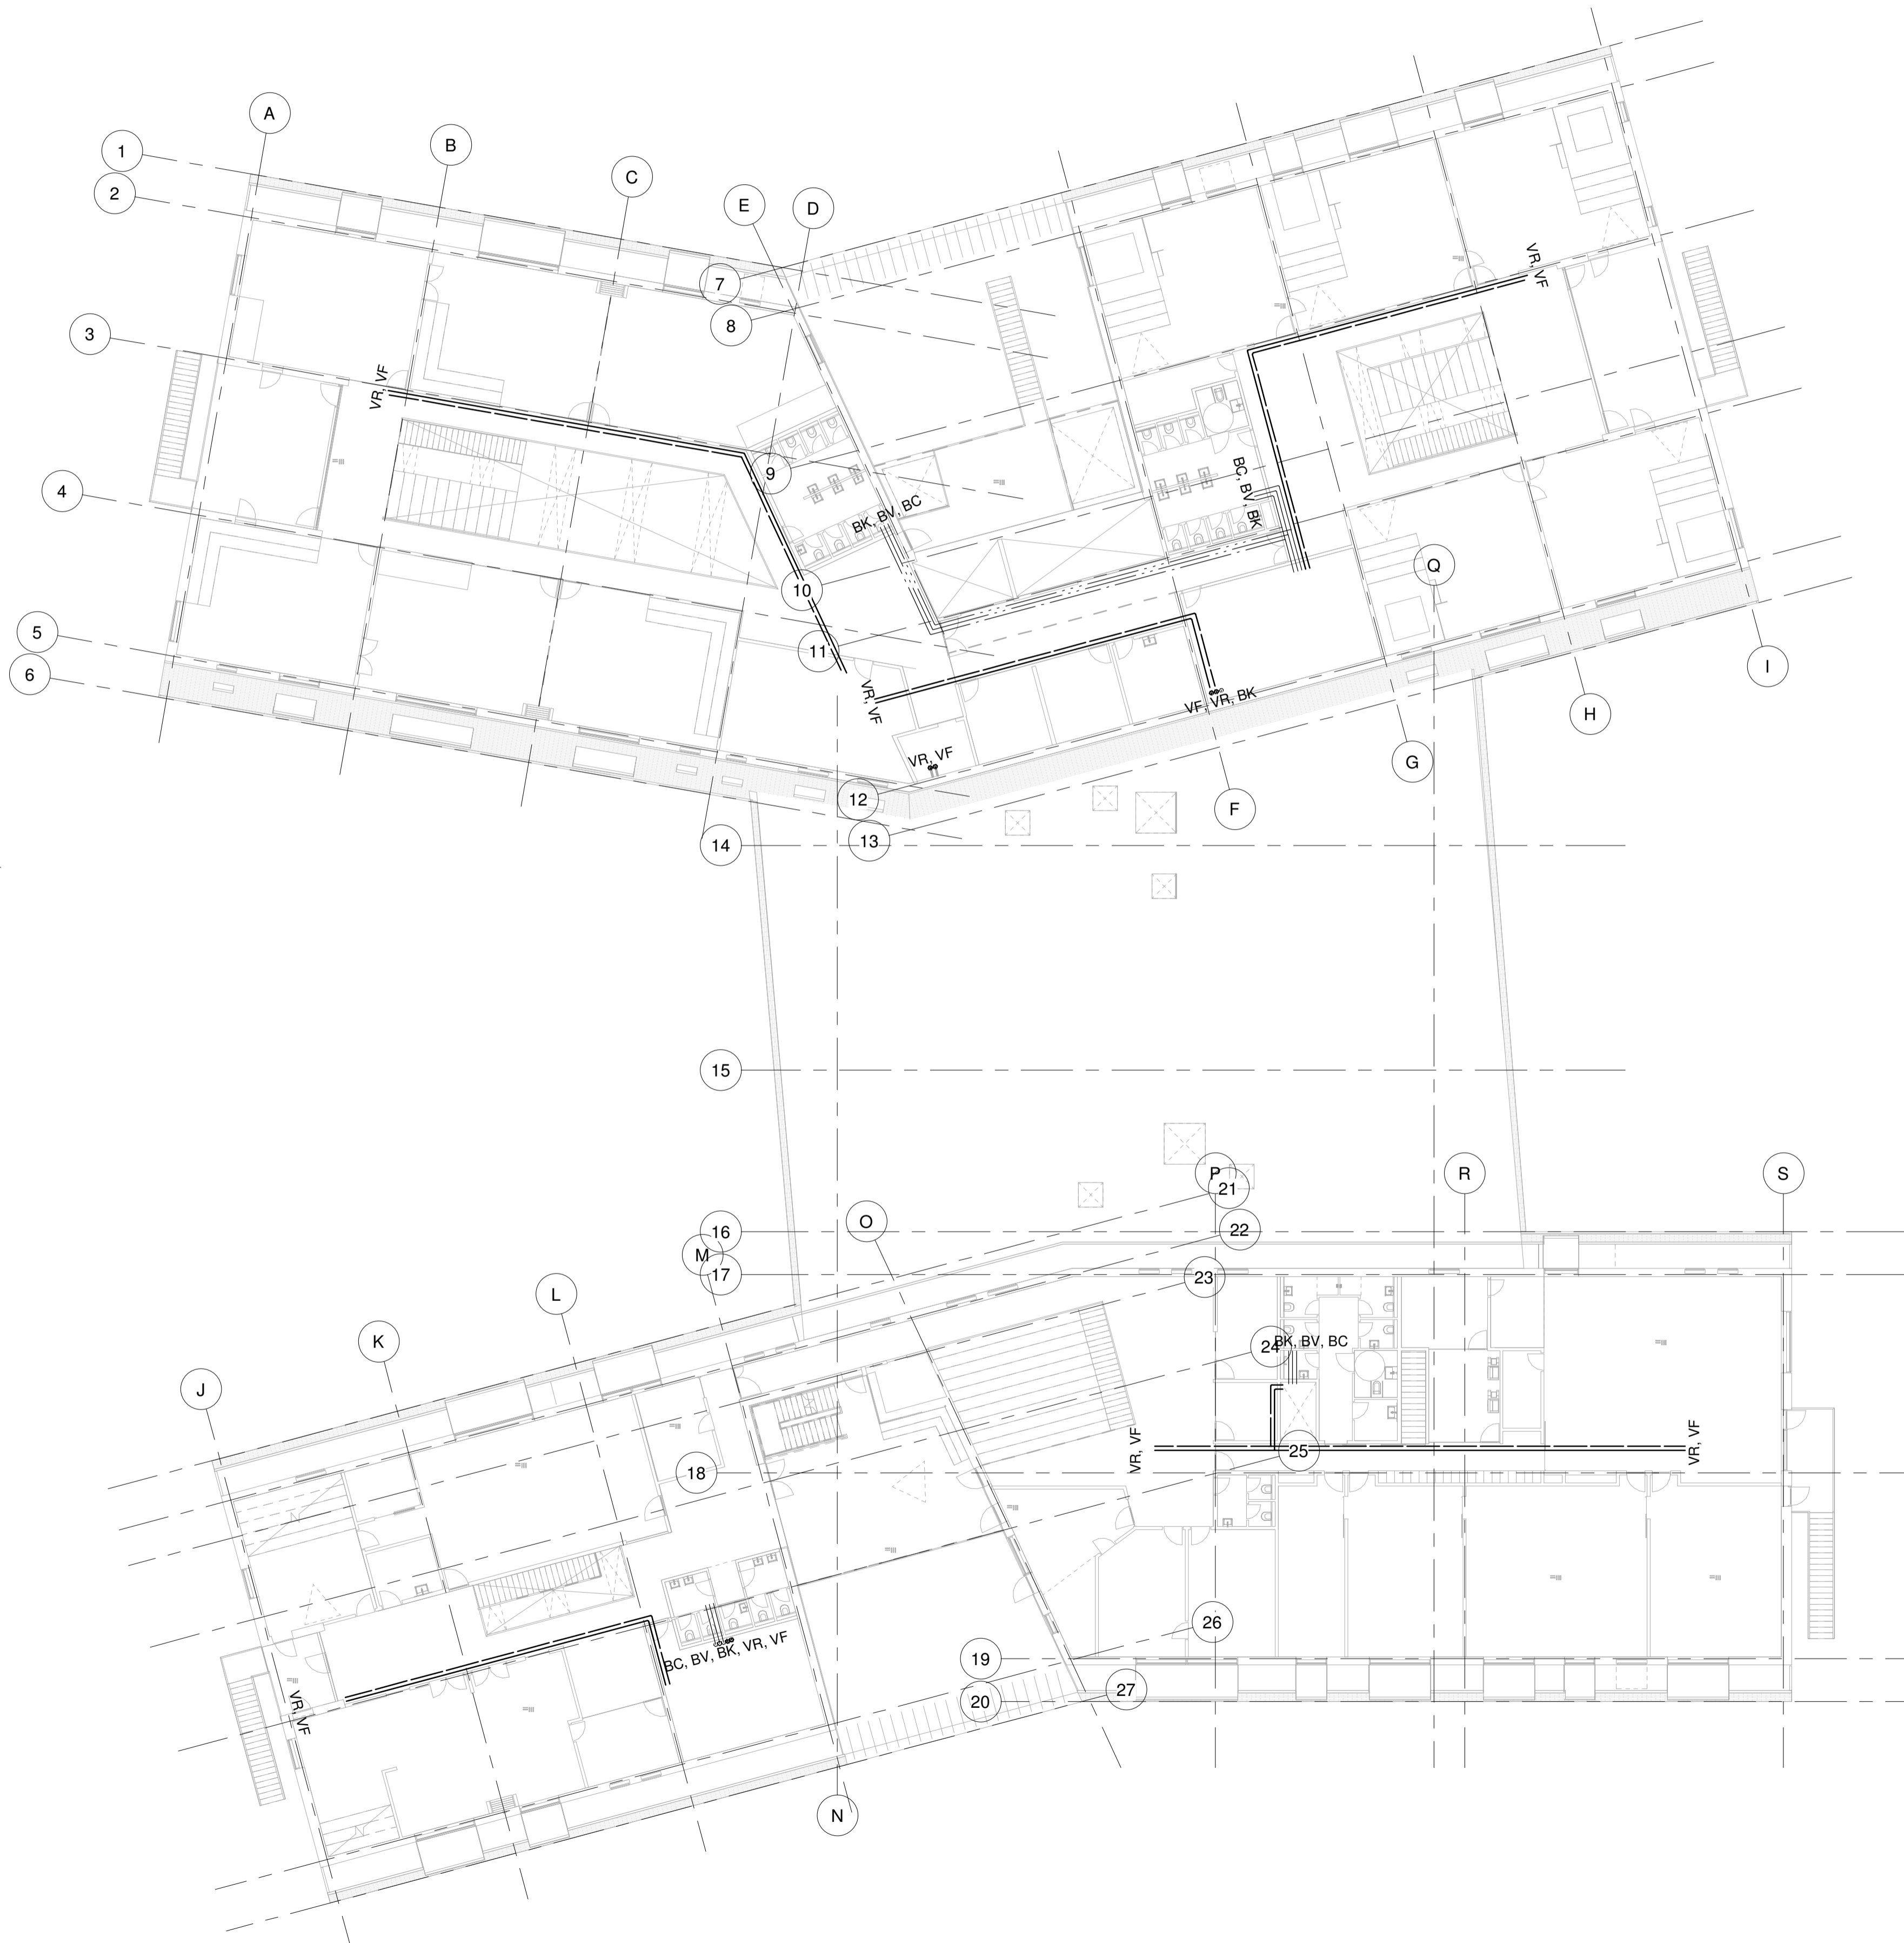 A
B
1
C
2
E
D
VR, VF
7
8
3
VR, VF
9
BC, BV, BK
4
BK, BV, BC
Q
10
5
11
I
6
VR, VF
VF, VR, BK
H
VR, VF
G
12
F
13
14
15
P
R
S
21
O
16
22
M
17
23
L
K
24
BK, BV, BC
J
VR, VF
VR, VF
25
18
26
BC, BV, BK, VR, VF
19
27
20
VR, VF
N